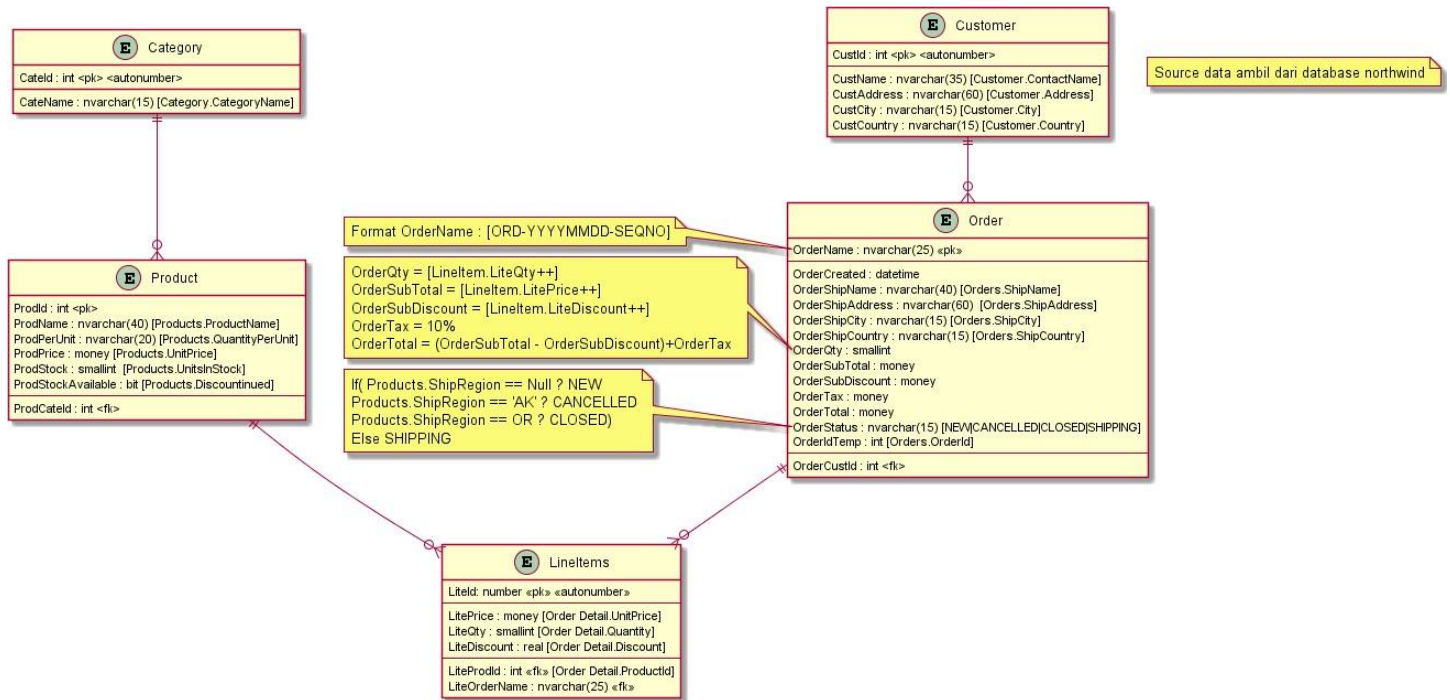 E Category
CateId : int <pk> <autonumber>
CateName : nvarchar(15) [Category.CategoryName]
E Customer
CustId : int <pk> <autonumber>
CustName : nvarchar(35) [Customer.ContactName]
CustAddress : nvarchar(60) [Customer.Address]
CustCity : nvarchar(15) [Customer.City]
CustCountry : nvarchar(15) [Customer.Country]
Source data ambil dari database northwind
E Product
ProdId : int <pk>
ProdName : nvarchar(40) [Products.ProductName]
ProdPerUnit : nvarchar(20) [Products.QuantityPerUnit]
ProdPrice : money [Products.UnitPrice]
ProdStock : smallint [Products.UnitsInStock]
ProdStockAvailable : bit [Products.Discountinued]
ProdCateId : int <fk>
Format OrderName : [ORD-YYYYMMDD-SEQNO]
OrderQty = [LineItem.LiteQty++]
OrderSubTotal = [LineItem.LitePrice++]
OrderSubDiscount = [LineItem.LiteDiscount++]
OrderTax = 10%
OrderTotal = (OrderSubTotal - OrderSubDiscount)+OrderTax
If( Products.ShipRegion == Null ? NEW
Products.ShipRegion == 'AK' ? CANCELLED
Products.ShipRegion == OR ? CLOSED)
Else SHIPPING
E Order
OrderName : nvarchar(25) «pk»
OrderCreated : datetime
OrderShipName : nvarchar(40) [Orders.ShipName]
OrderShipAddress : nvarchar(60) [Orders.ShipAddress]
OrderShipCity : nvarchar(15) [Orders.ShipCity]
OrderShipCountry : nvarchar(15) [Orders.ShipCountry]
OrderQty : smallint
OrderSubTotal : money
OrderSubDiscount : money
OrderTax : money
OrderTotal : money
OrderStatus : nvarchar(15) [NEW|CANCELLED|CLOSED|SHIPPING]
OrderIdTemp : int [Orders.OrderId]
OrderCustId : int <fk>
E LineItems
LiteId: number «pk» «autonumber»
LitePrice : money [Order Detail.UnitPrice]
LiteQty : smallint [Order Detail.Quantity]
LiteDiscount : real [Order Detail.Discount]
LiteProdId : int «fk» [Order Detail.ProductId]
LiteOrderName : nvarchar(25) «fk»